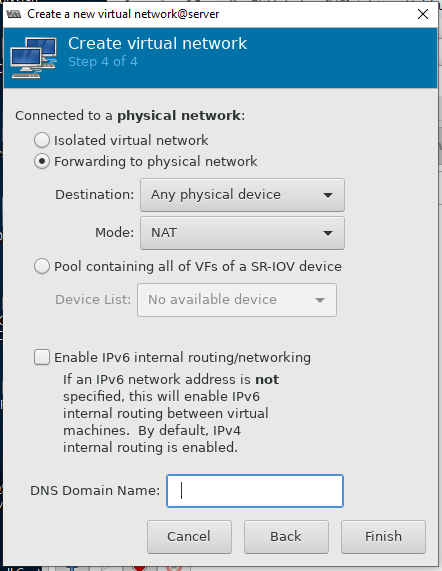 Create a new virtual network@server
Create virtual network
Step 4 of 4
Connected to a physical network:
Isolated virtual network
Forwarding to physical network
Destination: Any physical device
Mode: NAT
Pool containing all of VFs of a SR-IOV device
Device List: No available device
Enable IPv6 internal routing/networking
If an IPv6 network address is not
specified, this will enable IPv6
internal routing between virtual
machines.  By default, IPv4
internal routing is enabled.
DNS Domain Name:
Cancel Back Finish